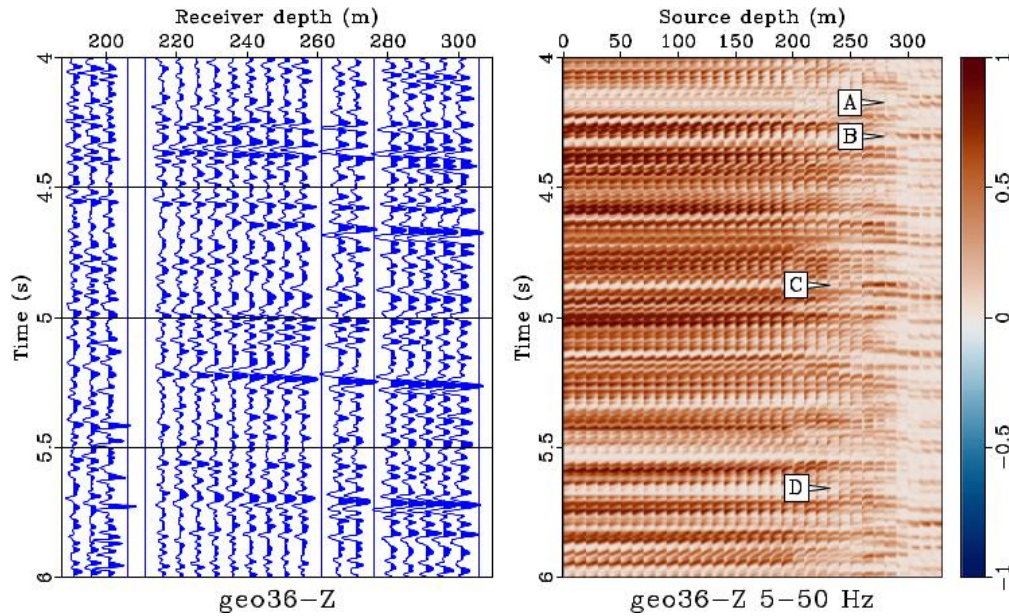 Receiver depth (m)
200 220 240 260 280 300
Time (s)
4
4.5
5
5.5
6
geo36-Z
Source depth (m)
0 50 100 150 200 250 300
Time (s)
4
4.5
5
5.5
6
A
B
C
D
geo36-Z 5-50 Hz
1
0.5
0
-0.5
-1